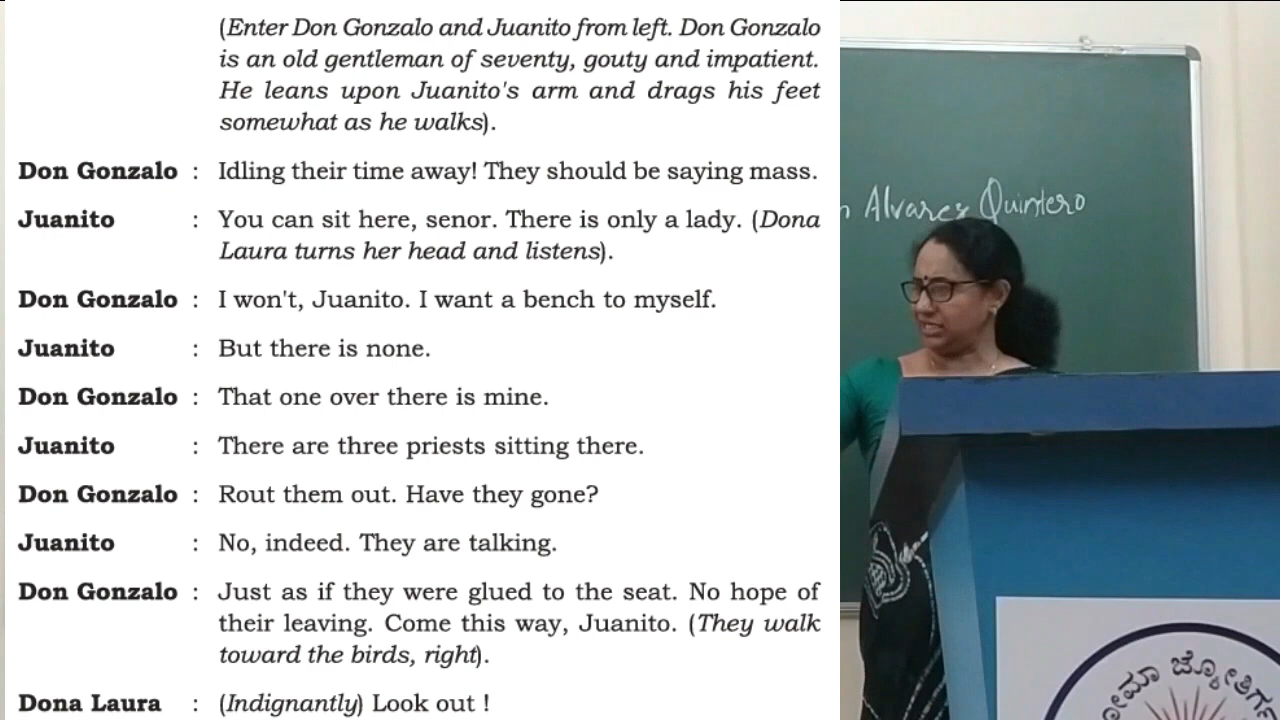 (Enter Don Gonzalo and Juanito from left. Don Gonzalo
is an old gentleman of seventy, gouty and impatient.
He leans upon Juanito's arm and drags his feet
somewhat as he walks).
Don Gonzalo : Idling their time away! They should be saying mass.
Juanito : You can sit here, senor. There is only a lady. (Dona
Laura turns her head and listens).
Don Gonzalo : I won't, Juanito. I want a bench to myself.
Juanito : But there is none.
Don Gonzalo : That one over there is mine.
Juanito : There are three priests sitting there.
Don Gonzalo : Rout them out. Have they gone?
Juanito : No, indeed. They are talking.
Don Gonzalo : Just as if they were glued to the seat. No hope of
their leaving. Come this way, Juanito. (They walk
toward the birds, right).
Dona Laura : (Indignantly) Look out !
Alvarez Quintero